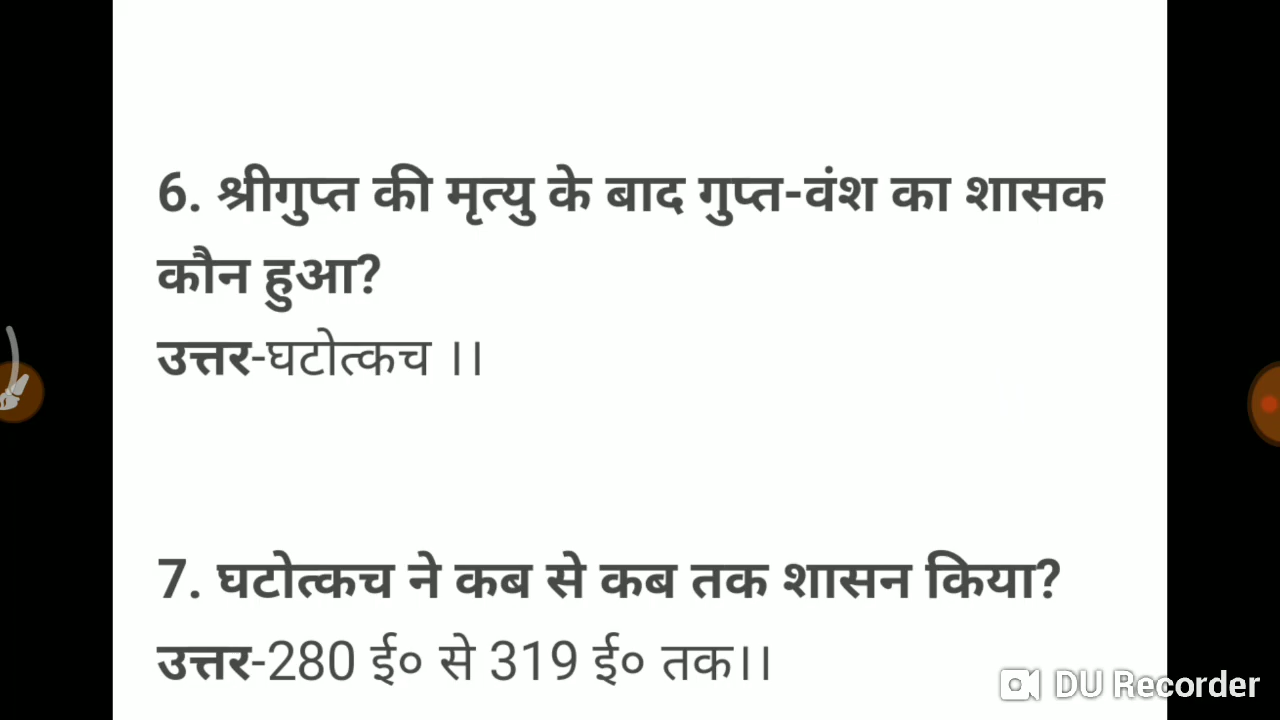 6. श्रीगुप्त की मृत्यु के बाद गुप्त-वंश का शासक
कौन हुआ?
उत्तर-घटोत्कच ।।
7. घटोत्कच ने कब से कब तक शासन किया?
उत्तर-280 ई० से 319 ई० तक।।
DU Recorder